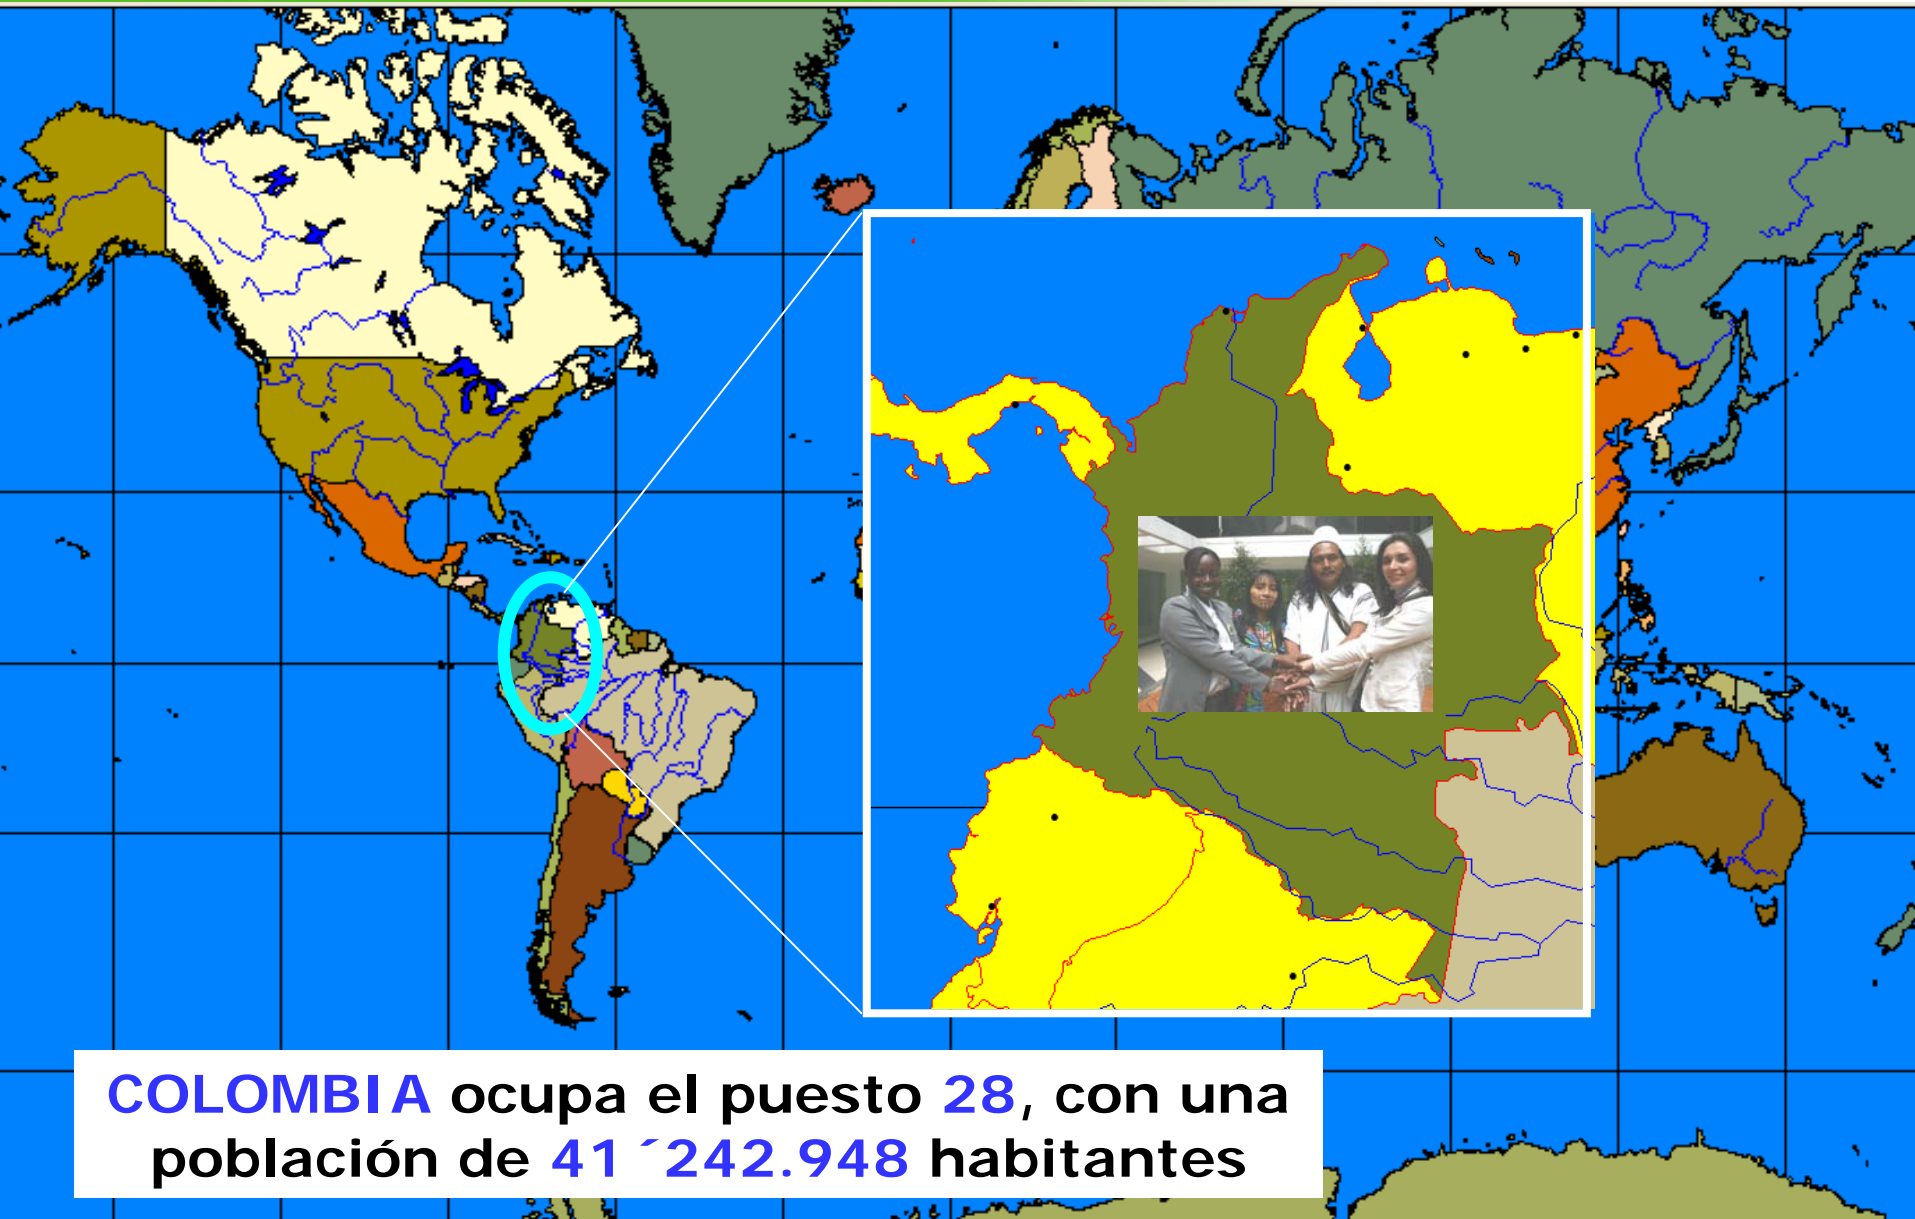 COLOMBIA ocupa el puesto 28, con una
población de 41´242.948 habitantes